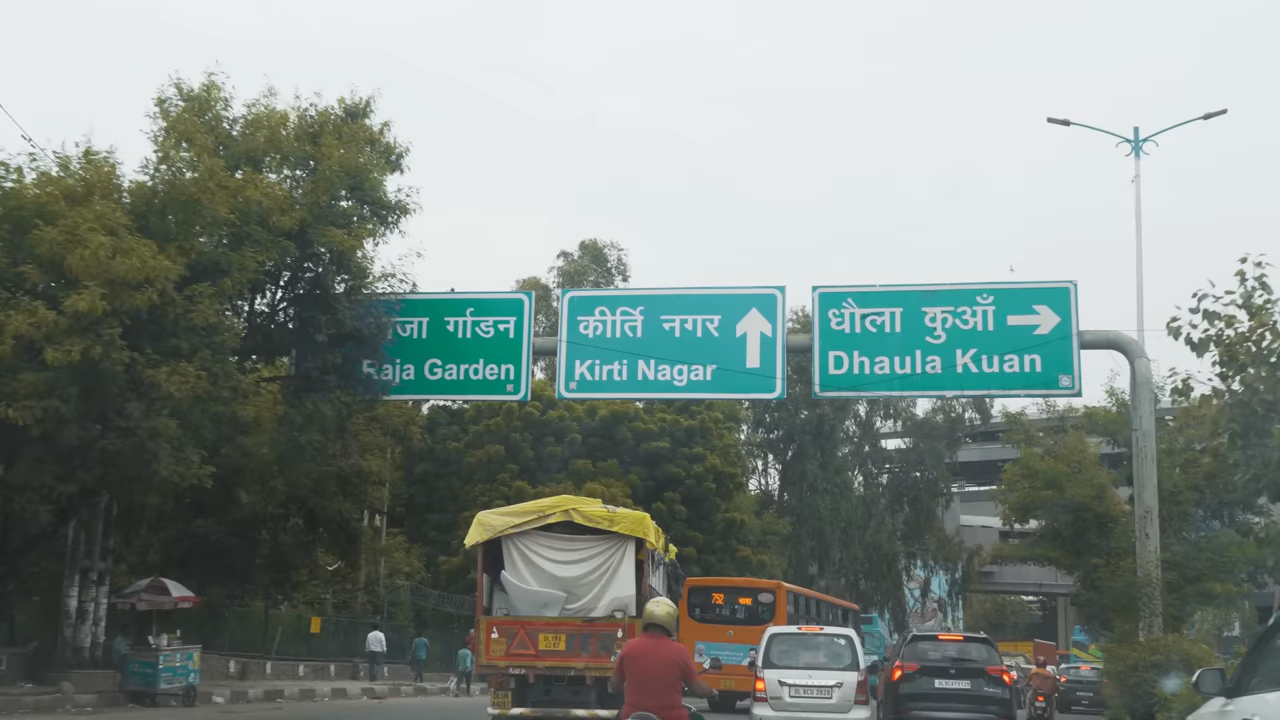 राजा र्गाडन
Raja Garden
कीर्ति नगर
Kirti Nagar
धौला कुआँ
Dhaula Kuan
752